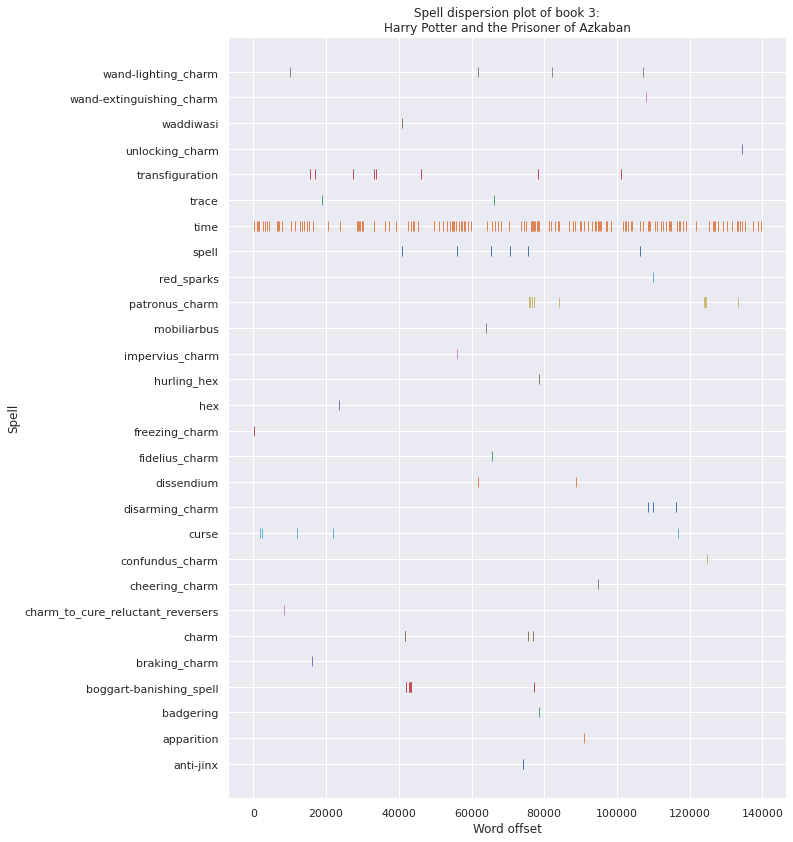 Spell dispersion plot of book 3:
Harry Potter and the Prisoner of Azkaban
wand-lighting_charm
wand-extinguishing_charm
waddiwasi
unlocking_charm
transfiguration
trace
time
spell
red_sparks
patronus_charm
mobiliarbus
impervius_charm
hurling_hex
hex
freezing_charm
fidelius_charm
dissendium
disarming_charm
curse
confundus_charm
cheering_charm
charm_to_cure_reluctant_reversers
charm
braking_charm
boggart-banishing_spell
badgering
apparition
anti-jinx
Spell
0 20000 40000 60000 80000 100000 120000 140000
Word offset